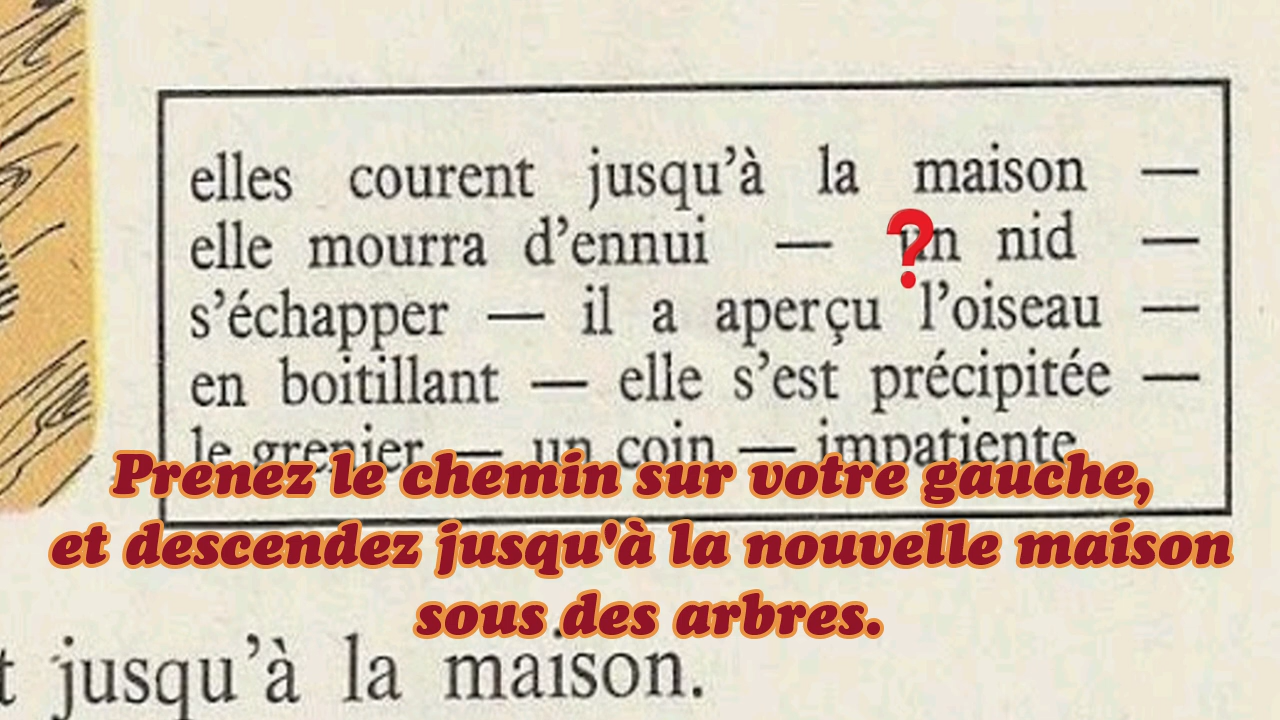 elles courent jusqu'à la maison —
elle mourra d'ennui — un nid —
s'échapper — il a aperçu l'oiseau —
en boitillant — elle s'est précipitée —
le grenier — un coin — impatiente
Prenez le chemin sur votre gauche,
et descendez jusqu'à la nouvelle maison
sous des arbres.
t jusqu'à la maison.